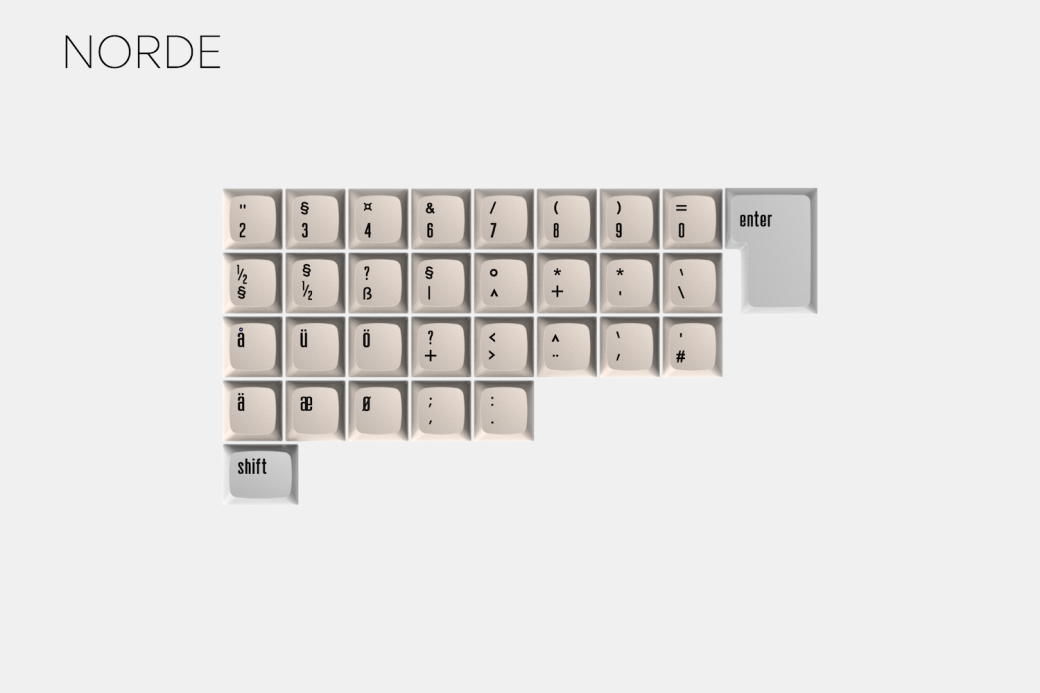 NORDE
" § ¤ & / ( ) =
2 3 4 6 7 8 9 0 enter
½ § ? § ° * * `
§ ½ ß | ^ + ' \
å ü ö ? < ^ ` '
+ > ¨ ´ #
ä æ ø ; :
, .
shift